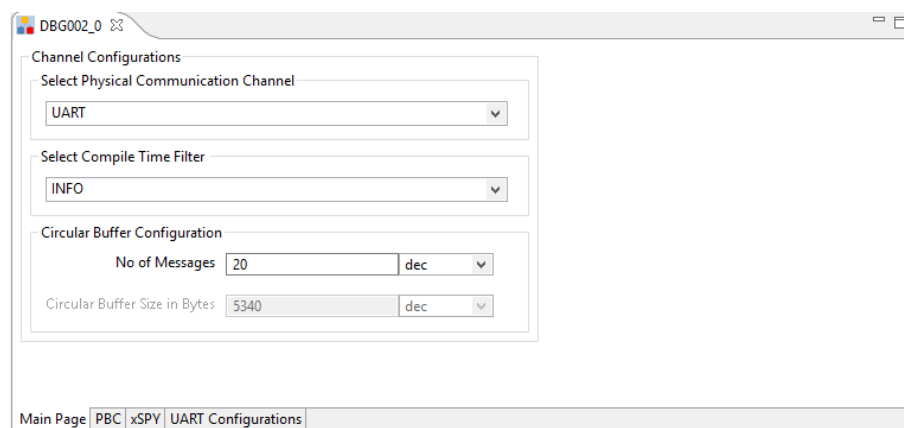 DBG002_0
Channel Configurations
Select Physical Communication Channel
UART
Select Compile Time Filter
INFO
Circular Buffer Configuration
No of Messages 20 dec
Circular Buffer Size in Bytes 5340 dec
Main Page PBC xSPY UART Configurations